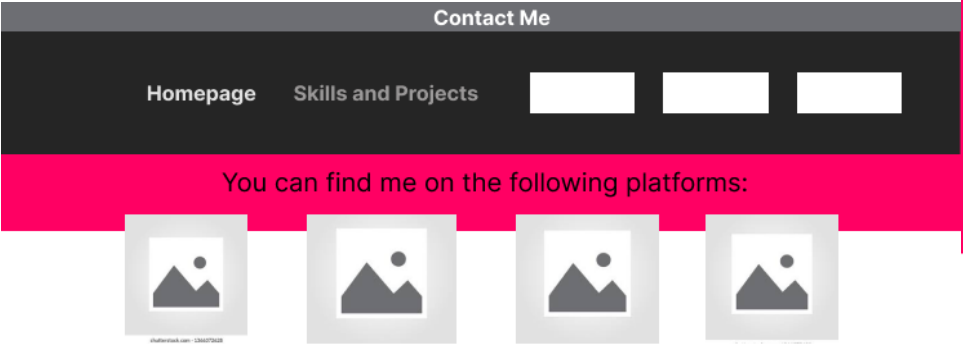 Contact Me
Homepage Skills and Projects
You can find me on the following platforms: